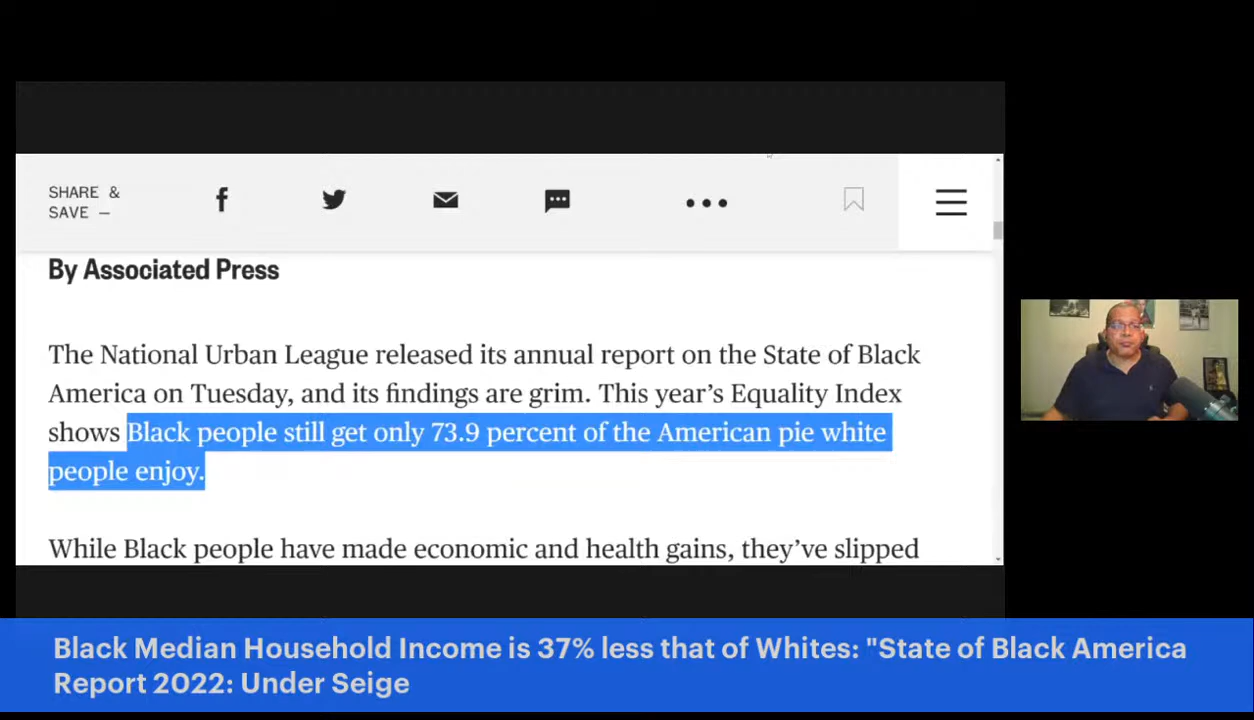 SHARE &
SAVE —
By Associated Press
The National Urban League released its annual report on the State of Black
America on Tuesday, and its findings are grim. This year’s Equality Index
shows Black people still get only 73.9 percent of the American pie white
people enjoy.
While Black people have made economic and health gains, they’ve slipped
Black Median Household Income is 37% less that of Whites: "State of Black America
Report 2022: Under Seige